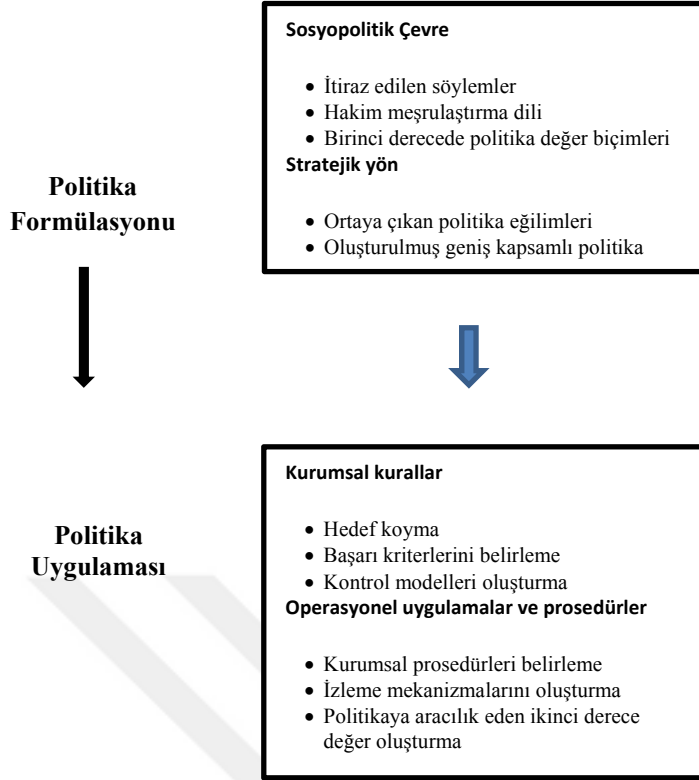 Sosyopolitik Çevre
• İtiraz edilen söylemler
• Hakim meşrulaştırma dili
• Birinci derecede politika değer biçimleri
Stratejik yön
• Ortaya çıkan politika eğilimleri
• Oluşturulmuş geniş kapsamlı politika
Politika
Formülasyonu
Kurumsal kurallar
• Hedef koyma
• Başarı kriterlerini belirleme
• Kontrol modelleri oluşturma
Operasyonel uygulamalar ve prosedürler
• Kurumsal prosedürleri belirleme
• İzleme mekanizmalarını oluşturma
• Politikaya aracılık eden ikinci derece
değer oluşturma
Politika
Uygulaması